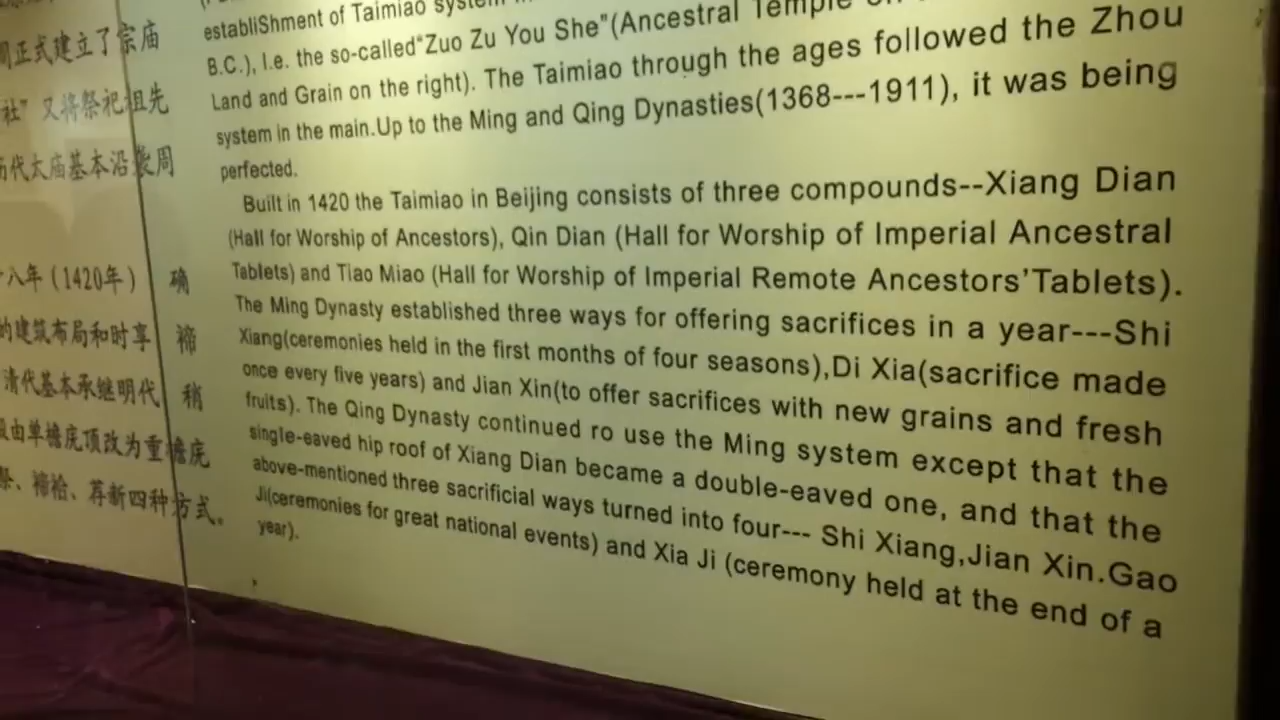 间正式建立了宗庙
社” 又将祭祀祖先
历代太庙基本沿袭周
十八年（1420年） 确
的建筑布局和时享 禘
清代基本承继明代 稍
殿由单檐庑顶改为重檐庑
祭、禘祫、荐新四种方式。
establiShment of Taimiao system
B.C.), I.e. the so-called“Zuo Zu You She”(Ancestral Temple on
Land and Grain on the right). The Taimiao through the ages followed the Zhou
system in the main.Up to the Ming and Qing Dynasties(1368---1911), it was being
perfected.
Built in 1420 the Taimiao in Beijing consists of three compounds--Xiang Dian
(Hall for Worship of Ancestors), Qin Dian (Hall for Worship of Imperial Ancestral
Tablets) and Tiao Miao (Hall for Worship of Imperial Remote Ancestors’Tablets).
The Ming Dynasty established three ways for offering sacrifices in a year---Shi
Xiang(ceremonies held in the first months of four seasons),Di Xia(sacrifice made
once every five years) and Jian Xin(to offer sacrifices with new grains and fresh
fruits). The Qing Dynasty continued ro use the Ming system except that the
single-eaved hip roof of Xiang Dian became a double-eaved one, and that the
above-mentioned three sacrificial ways turned into four--- Shi Xiang,Jian Xin.Gao
Ji(ceremonies for great national events) and Xia Ji (ceremony held at the end of a
year).